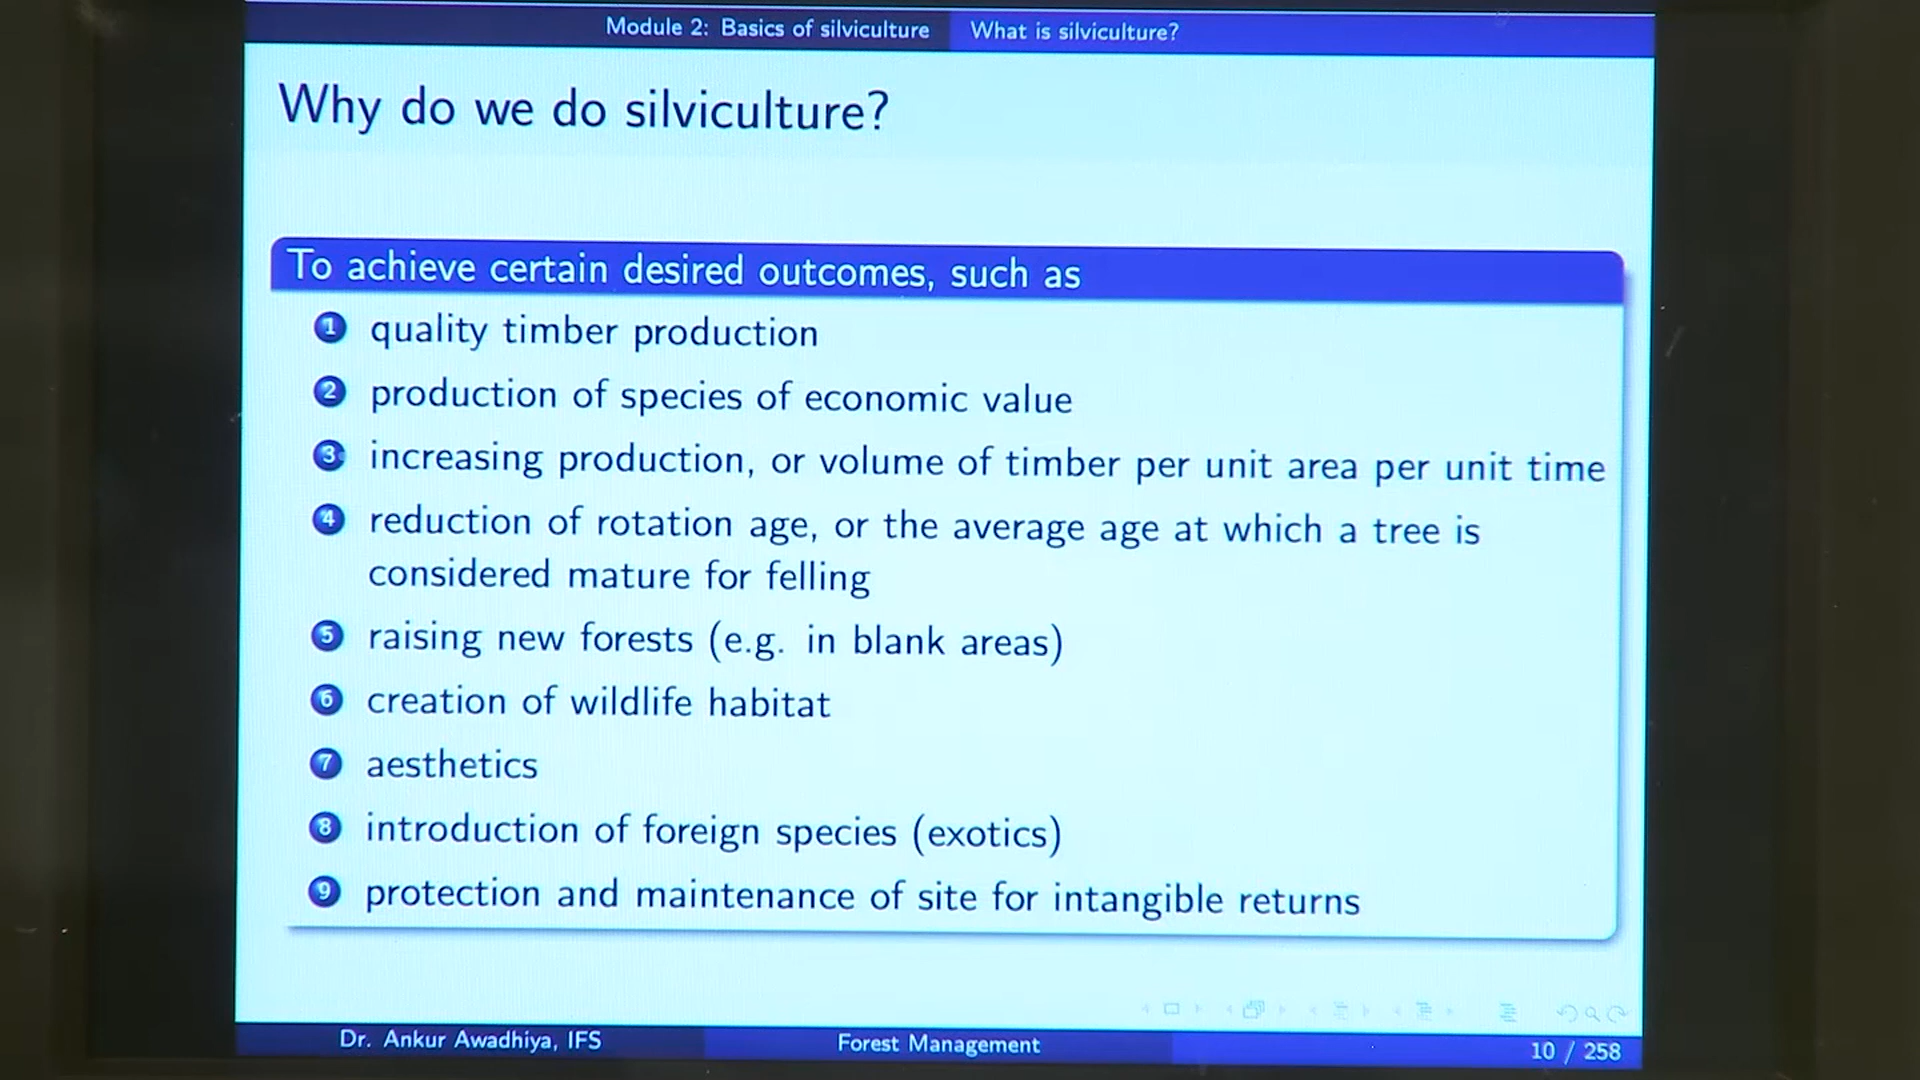 Module 2: Basics of silviculture What is silviculture?
Why do we do silviculture?
To achieve certain desired outcomes, such as
1 quality timber production
2 production of species of economic value
3 increasing production, or volume of timber per unit area per unit time
4 reduction of rotation age, or the average age at which a tree is
considered mature for felling
5 raising new forests (e.g. in blank areas)
6 creation of wildlife habitat
7 aesthetics
8 introduction of foreign species (exotics)
9 protection and maintenance of site for intangible returns
Dr. Ankur Awadhiya, IFS Forest Management 10 / 258